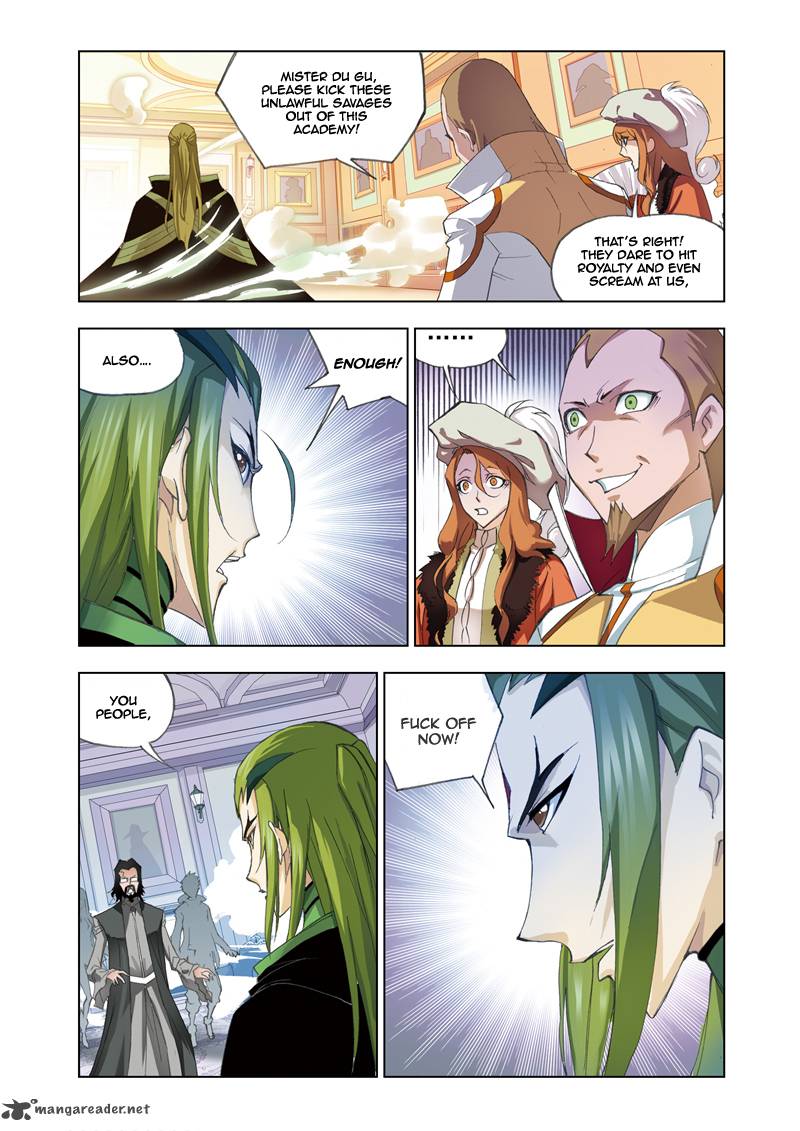 MISTER DU GU,
PLEASE KICK THESE
UNLAWFUL SAVAGES
OUT OF THIS
ACADEMY!
THAT'S RIGHT!
THEY DARE TO HIT
ROYALTY AND EVEN
SCREAM AT US,
ALSO....
ENOUGH!
......
YOU
PEOPLE,
FUCK OFF
NOW!
mangareader.net